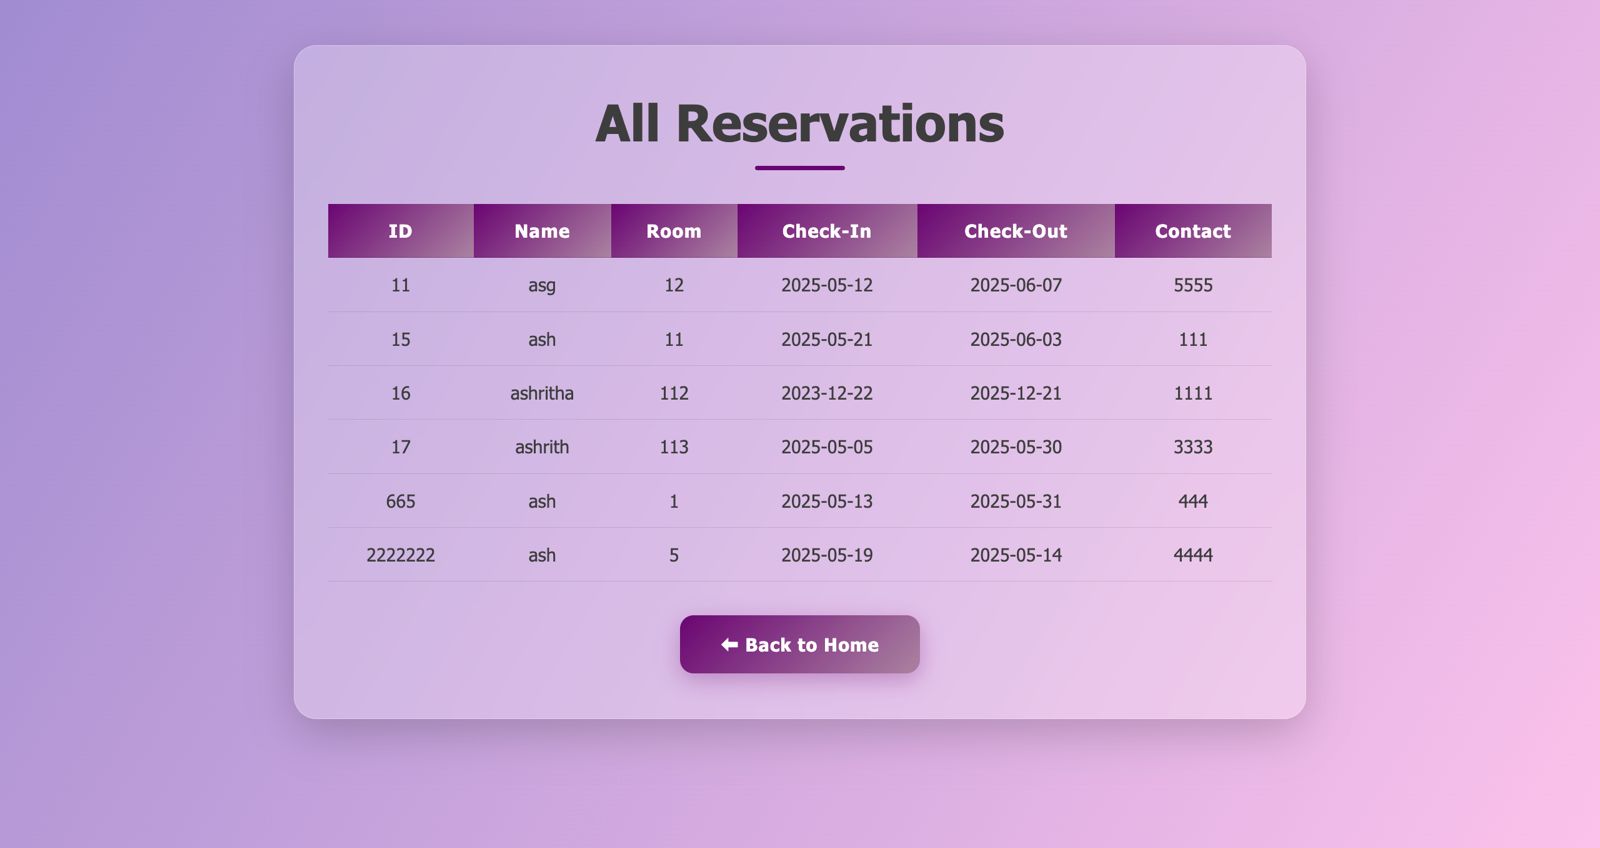 All Reservations
ID Name Room Check-In Check-Out Contact
11 asg 12 2025-05-12 2025-06-07 5555
15 ash 11 2025-05-21 2025-06-03 111
16 ashritha 112 2023-12-22 2025-12-21 1111
17 ashrith 113 2025-05-05 2025-05-30 3333
665 ash 1 2025-05-13 2025-05-31 444
2222222 ash 5 2025-05-19 2025-05-14 4444
⬅ Back to Home